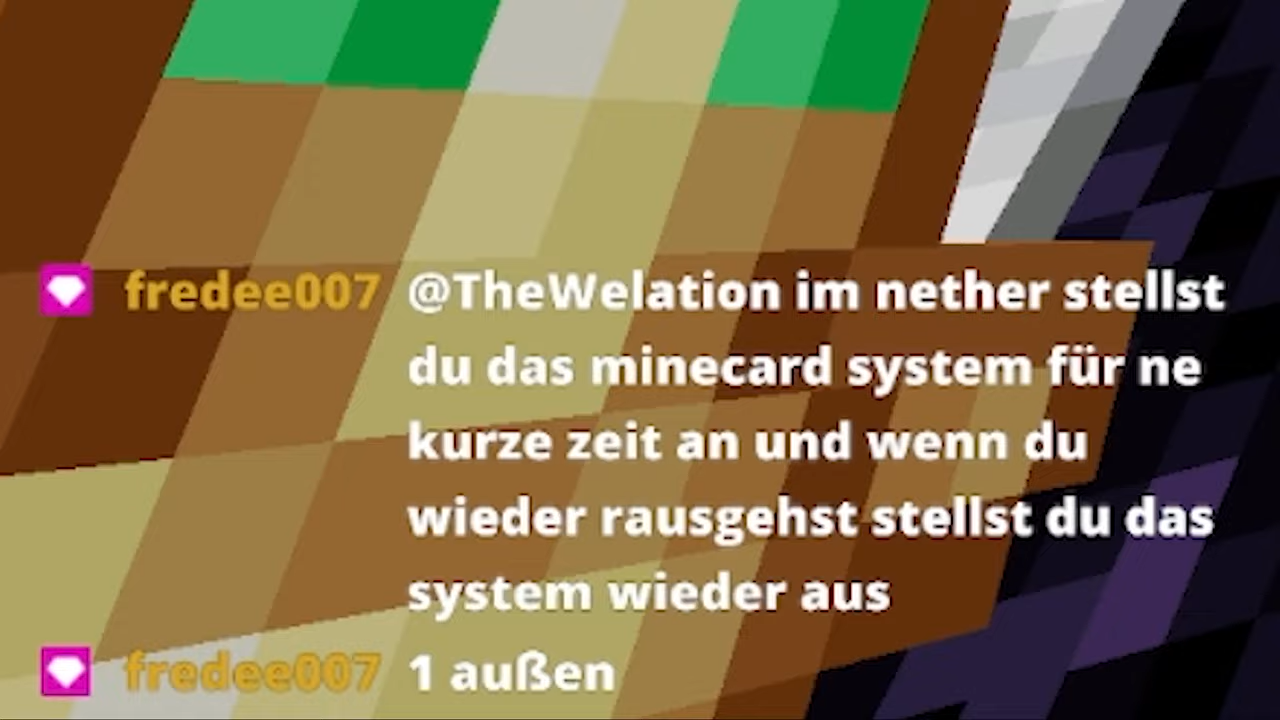 fredee007 @TheWelation im nether stellst
du das minecard system für ne
kurze zeit an und wenn du
wieder rausgehst stellst du das
system wieder aus
fredee007 1 außen